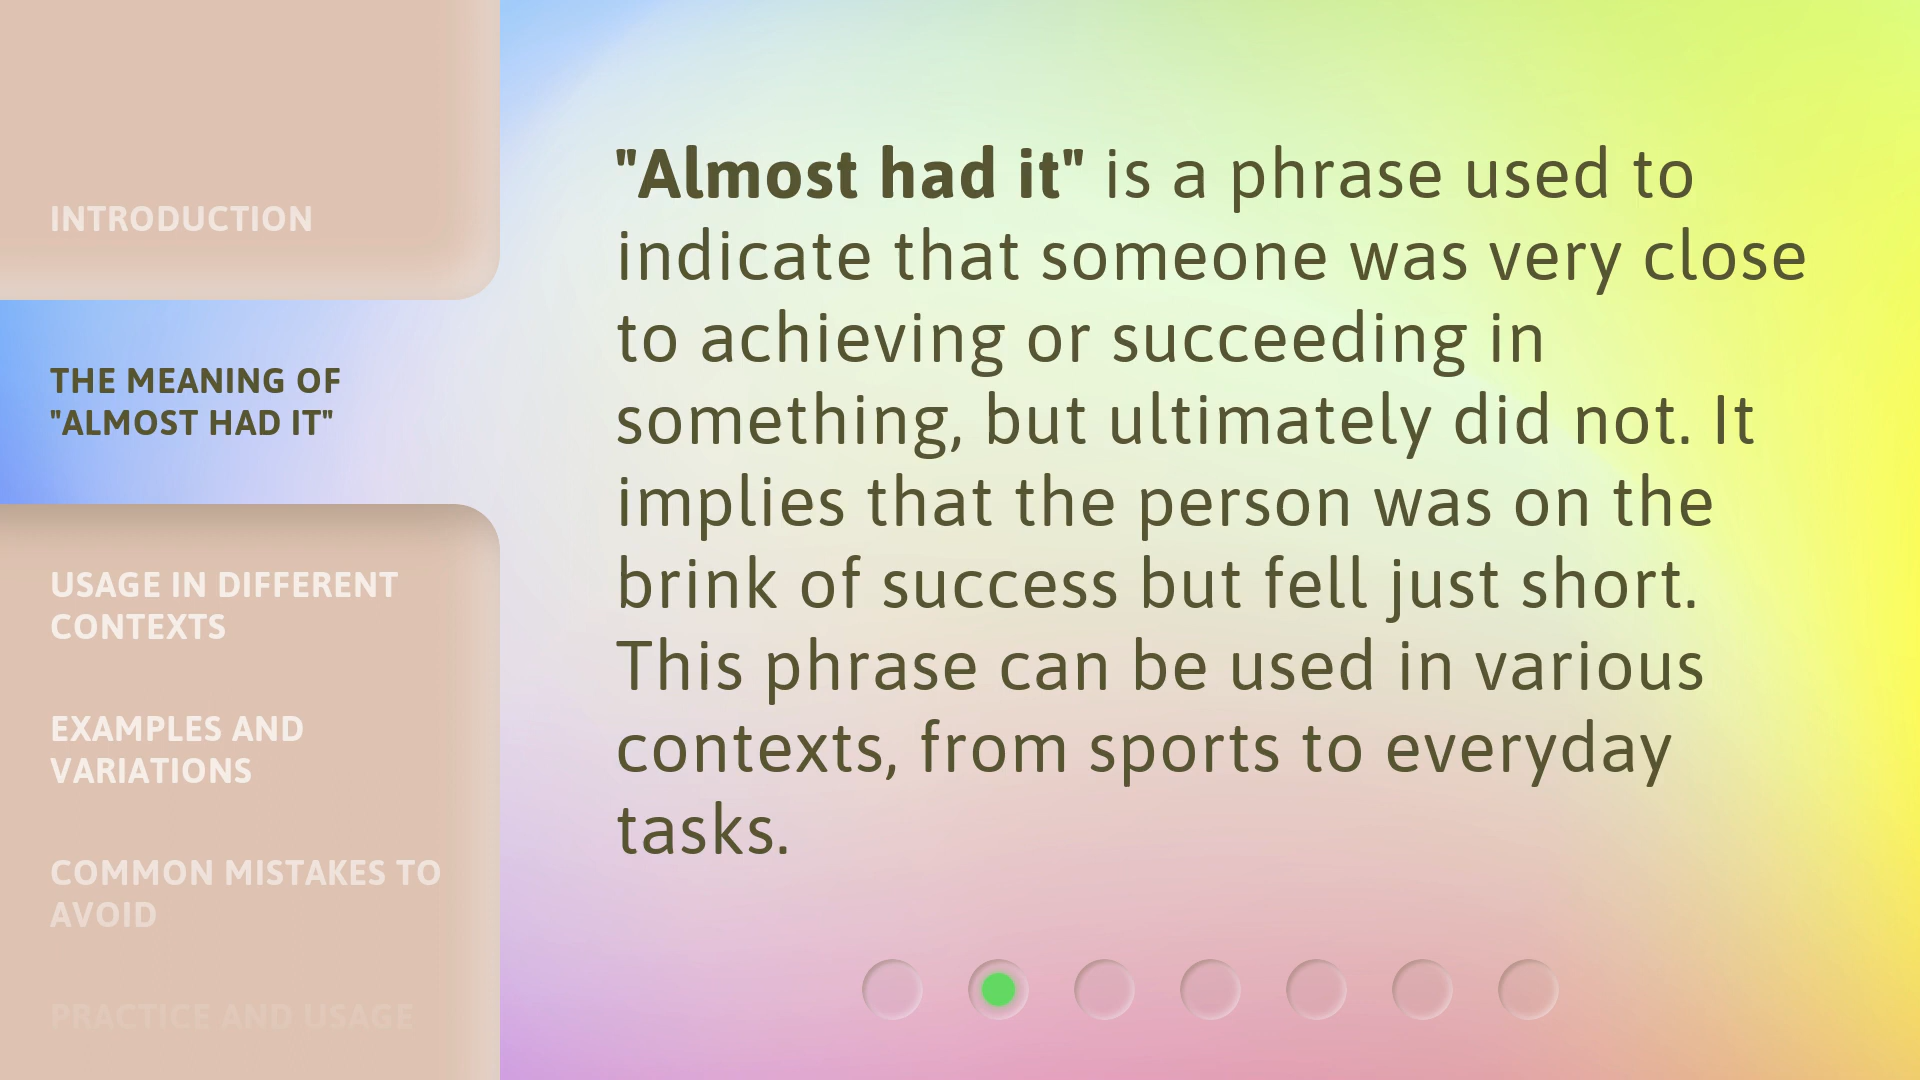 INTRODUCTION
THE MEANING OF
"ALMOST HAD IT"
USAGE IN DIFFERENT
CONTEXTS
EXAMPLES AND
VARIATIONS
COMMON MISTAKES TO
AVOID
PRACTICE AND USAGE
"Almost had it" is a phrase used to
indicate that someone was very close
to achieving or succeeding in
something, but ultimately did not. It
implies that the person was on the
brink of success but fell just short.
This phrase can be used in various
contexts, from sports to everyday
tasks.